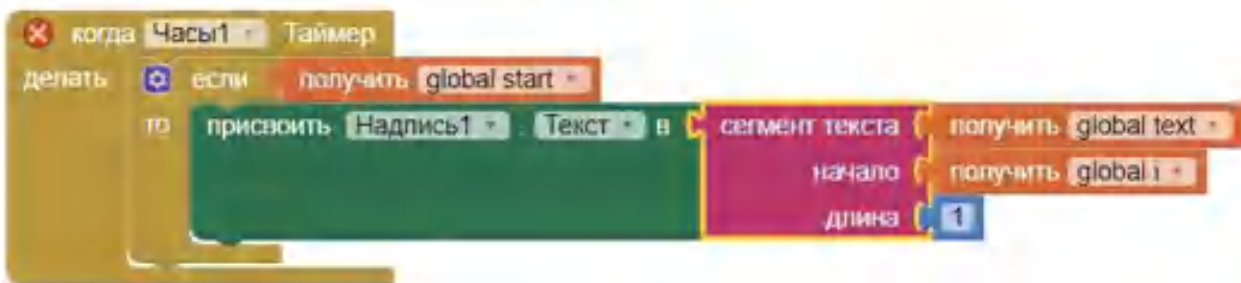 когда Часы1 Таймер
делать если получить global start
то присвоить Надпись1 . Текст в сегмент текста получить global text
начало получить global i
длина 1